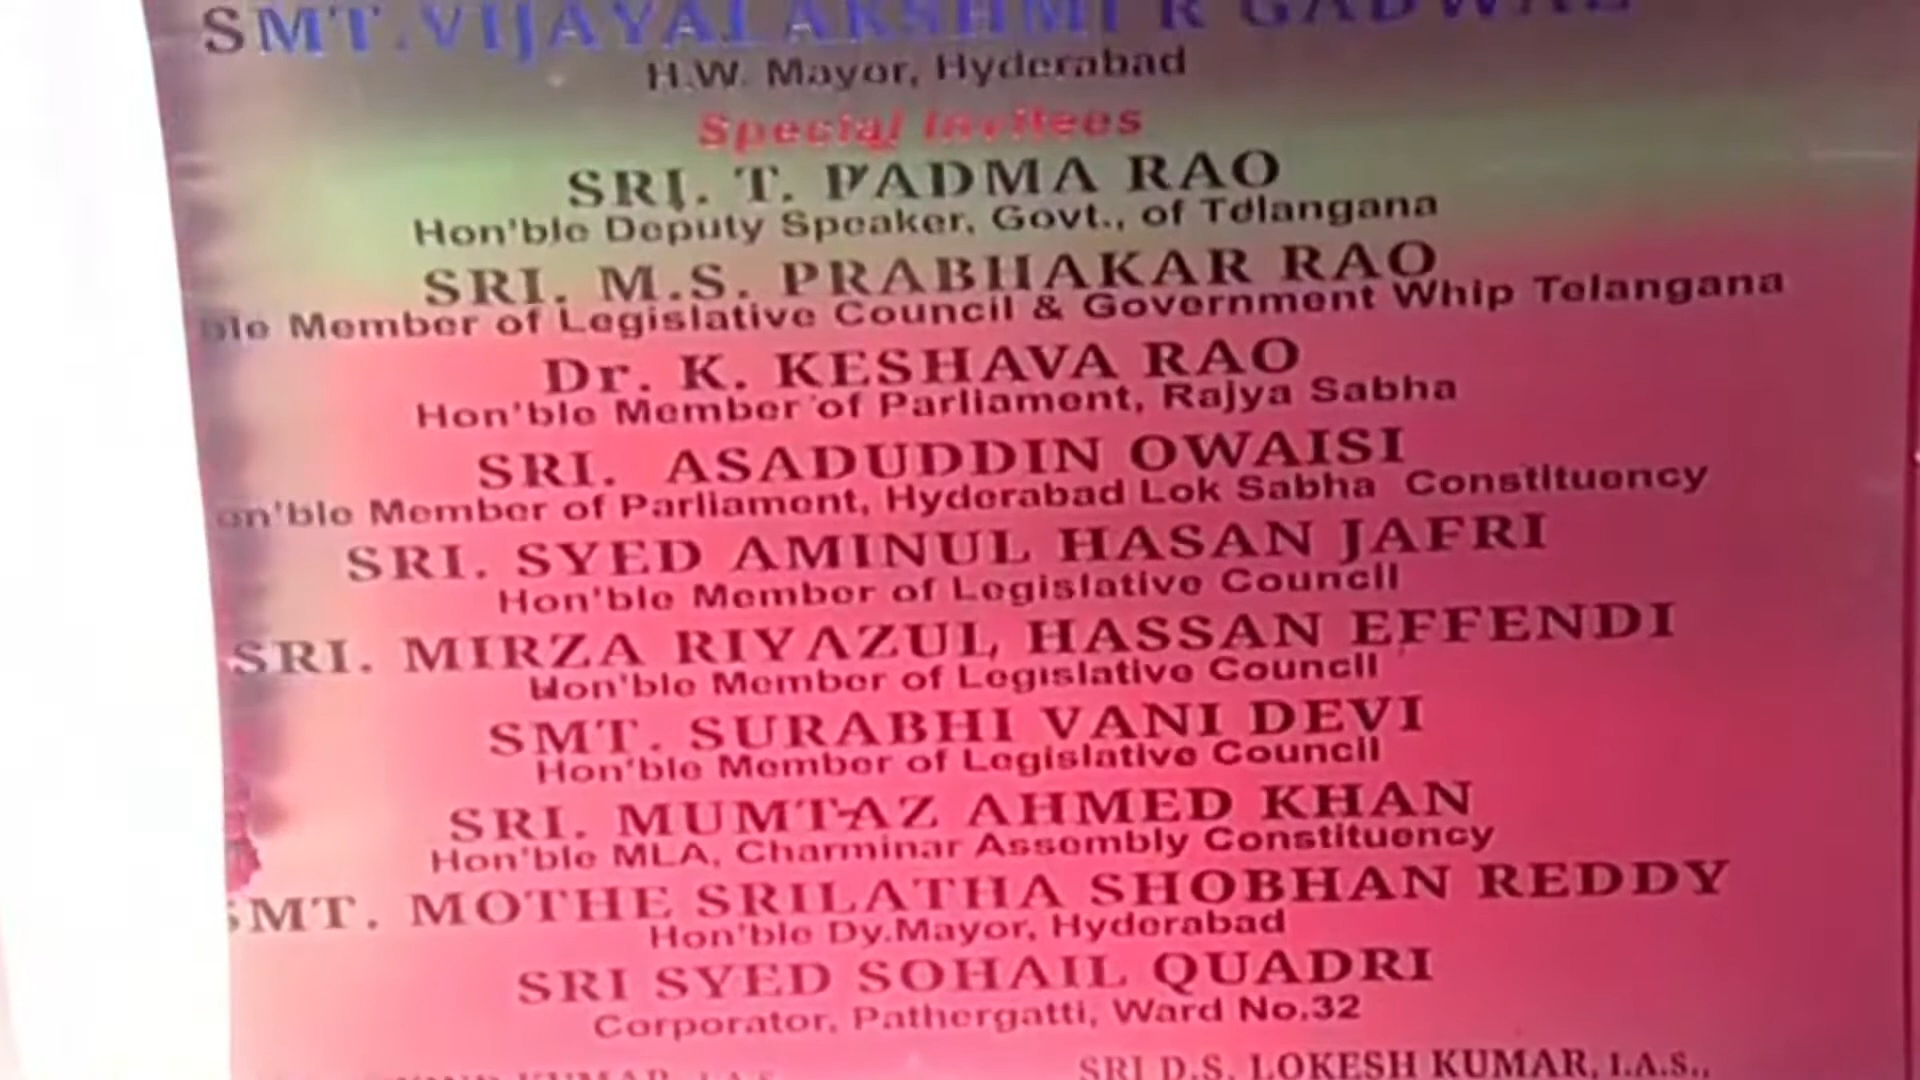 SMT.VIJAYALAKSHMI R GADWAL
H.W. Mayor, Hyderabad
Special Invitees
SRI. T. PADMA RAO
Hon'ble Deputy Speaker, Govt., of Telangana
SRI. M.S. PRABHAKAR RAO
ble Member of Legislative Council & Government Whip Telangana
Dr. K. KESHAVA RAO
Hon'ble Member of Parliament, Rajya Sabha
SRI. ASADUDDIN OWAISI
on'ble Member of Parliament, Hyderabad Lok Sabha Constituency
SRI. SYED AMINUL HASAN JAFRI
Hon'ble Member of Legislative Council
SRI. MIRZA RIYAZUL HASSAN EFFENDI
Hon'ble Member of Legislative Council
SMT. SURABHI VANI DEVI
Hon'ble Member of Legislative Council
SRI. MUMTAZ AHMED KHAN
Hon'ble MLA, Charminar Assembly Constituency
SMT. MOTHE SRILATHA SHOBHAN REDDY
Hon'ble Dy.Mayor, Hyderabad
SRI SYED SOHAIL QUADRI
Corporator, Pathergatti, Ward No.32
SRI D.S. LOKESH KUMAR, I.A.S.,